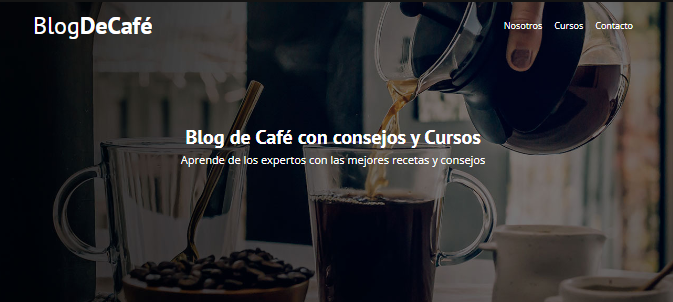 BlogDeCafé
Nosotros Cursos Contacto
Blog de Café con consejos y Cursos
Aprende de los expertos con las mejores recetas y consejos